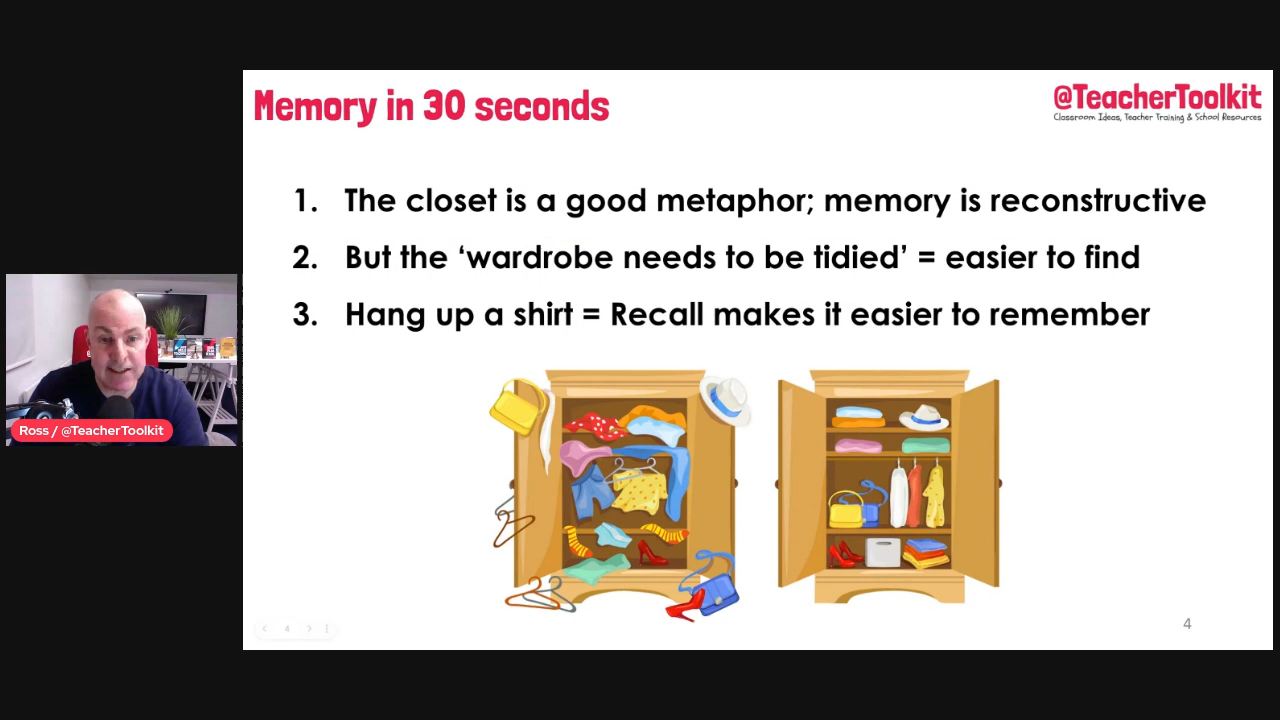 Memory in 30 seconds
@TeacherToolkit
Classroom Ideas, Teacher Training & School Resources
1. The closet is a good metaphor; memory is reconstructive
2. But the ‘wardrobe needs to be tidied’ = easier to find
3. Hang up a shirt = Recall makes it easier to remember
Ross / @TeacherToolkit
4
4